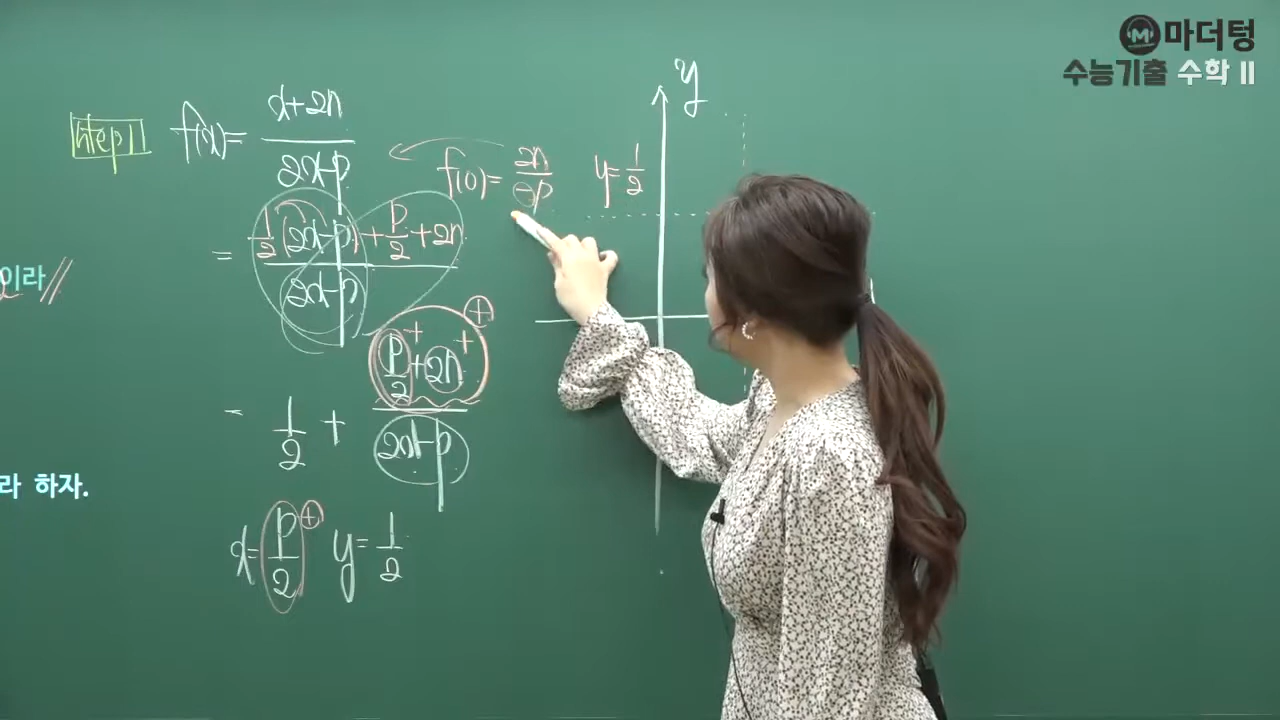 마더텅
수능기출 수학 II
Step 1
f(x)= x+2n / 2x-p
= 1/2(2x-p)+p/2+2n / 2x-p
f(0)= 2n / -p
y=1/2
y
이라
= 1/2 + p/2+2n / 2x-p
+ + +
라 하자.
x=p/2 + y=1/2